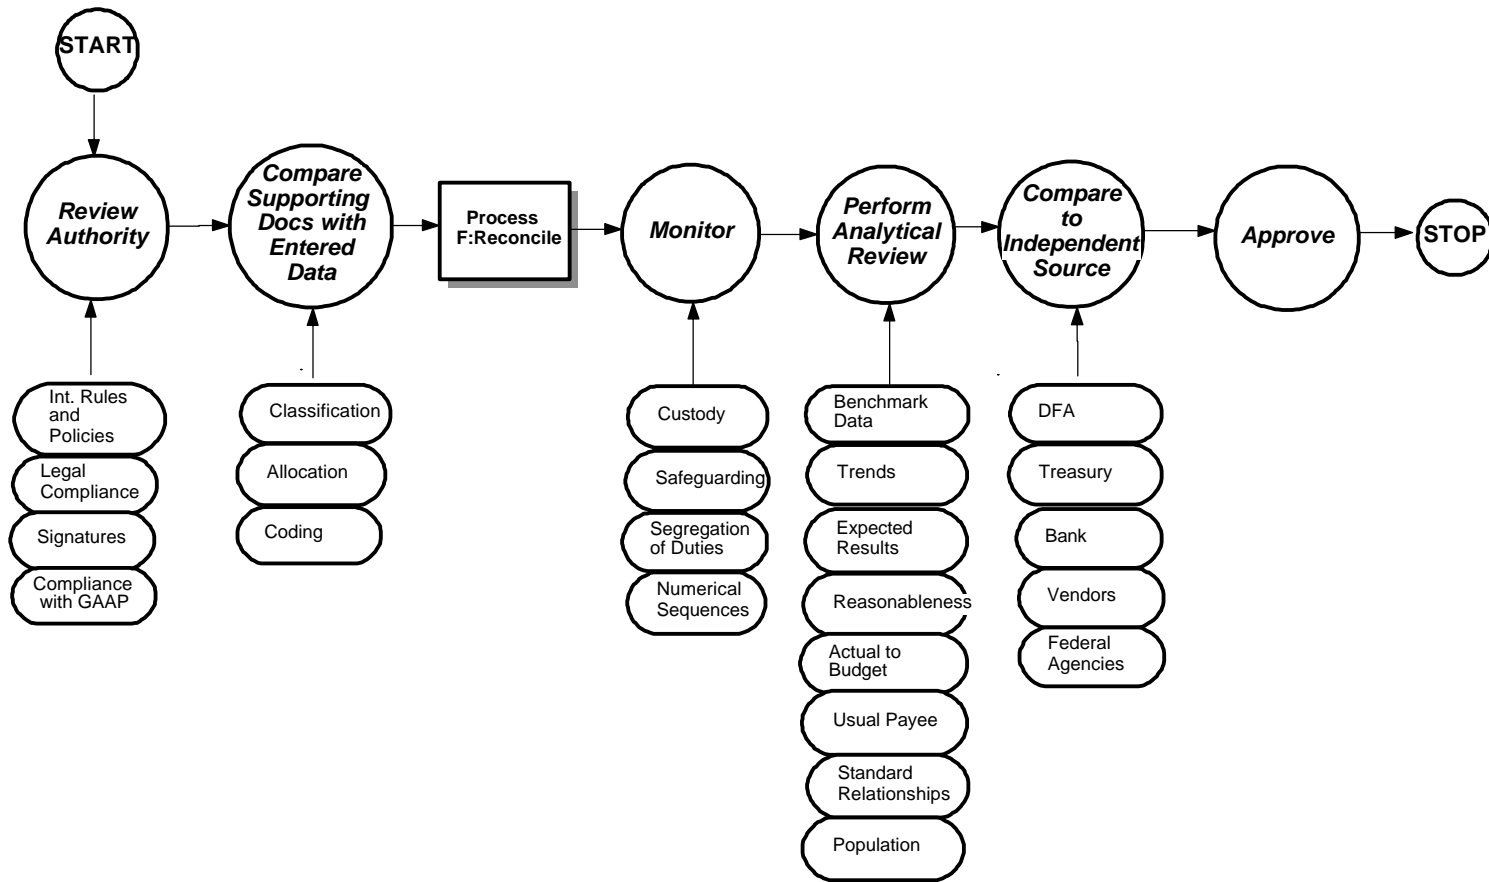 START
Review
Authority
Compare
Supporting
Docs with
Entered
Data
Process
F:Reconcile
Monitor
Perform
Analytical
Review
Compare
to
Independent
Source
Approve
STOP
Int. Rules
and
Policies
Legal
Compliance
Signatures
Compliance
with GAAP
Classification
Allocation
Coding
Custody
Safeguarding
Segregation
of Duties
Numerical
Sequences
Benchmark
Data
Trends
Expected
Results
Reasonableness
Actual to
Budget
Usual Payee
Standard
Relationships
Population
DFA
Treasury
Bank
Vendors
Federal
Agencies